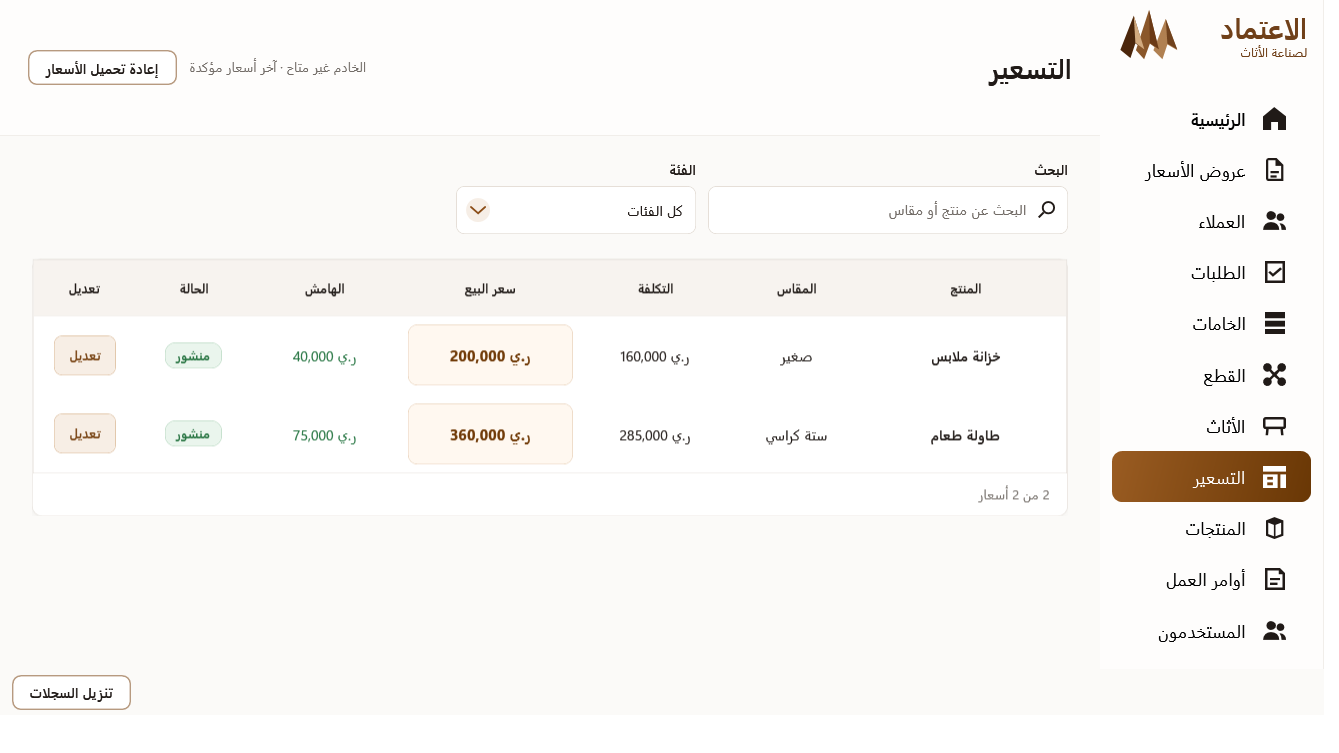 الاعتماد
لصناعة الأثاث
الرئيسية
عروض الأسعار
العملاء
الطلبات
الخامات
القطع
الأثاث
التسعير
المنتجات
أوامر العمل
المستخدمون
التسعير
الخادم غير متاح · آخر أسعار مؤكدة
إعادة تحميل الأسعار
البحث
الفئة
البحث عن منتج أو مقاس
كل الفئات
المنتج المقاس التكلفة سعر البيع الهامش الحالة تعديل
خزانة ملابس صغير 160,000 ر.ي 200,000 ر.ي 40,000 ر.ي منشور تعديل
طاولة طعام ستة كراسي 285,000 ر.ي 360,000 ر.ي 75,000 ر.ي منشور تعديل
2 من 2 أسعار
تنزيل السجلات